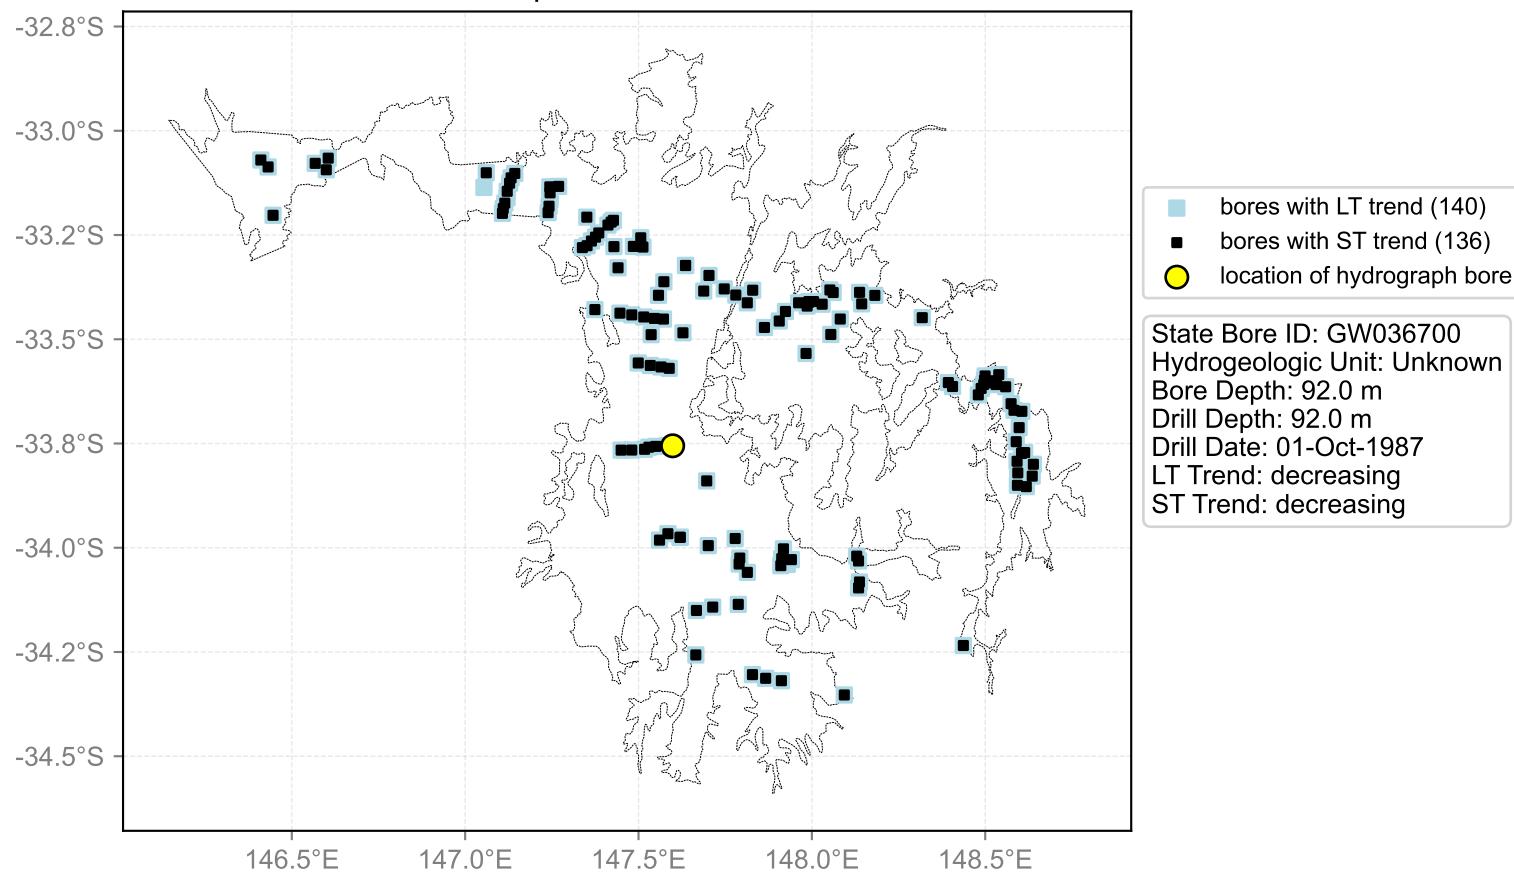 -32.8°S
-33.0°S
-33.2°S
-33.5°S
-33.8°S
-34.0°S
-34.2°S
-34.5°S
146.5°E
147.0°E
147.5°E
148.0°E
148.5°E
bores with LT trend (140)
bores with ST trend (136)
location of hydrograph bore
State Bore ID: GW036700
Hydrogeologic Unit: Unknown
Bore Depth: 92.0 m
Drill Depth: 92.0 m
Drill Date: 01-Oct-1987
LT Trend: decreasing
ST Trend: decreasing